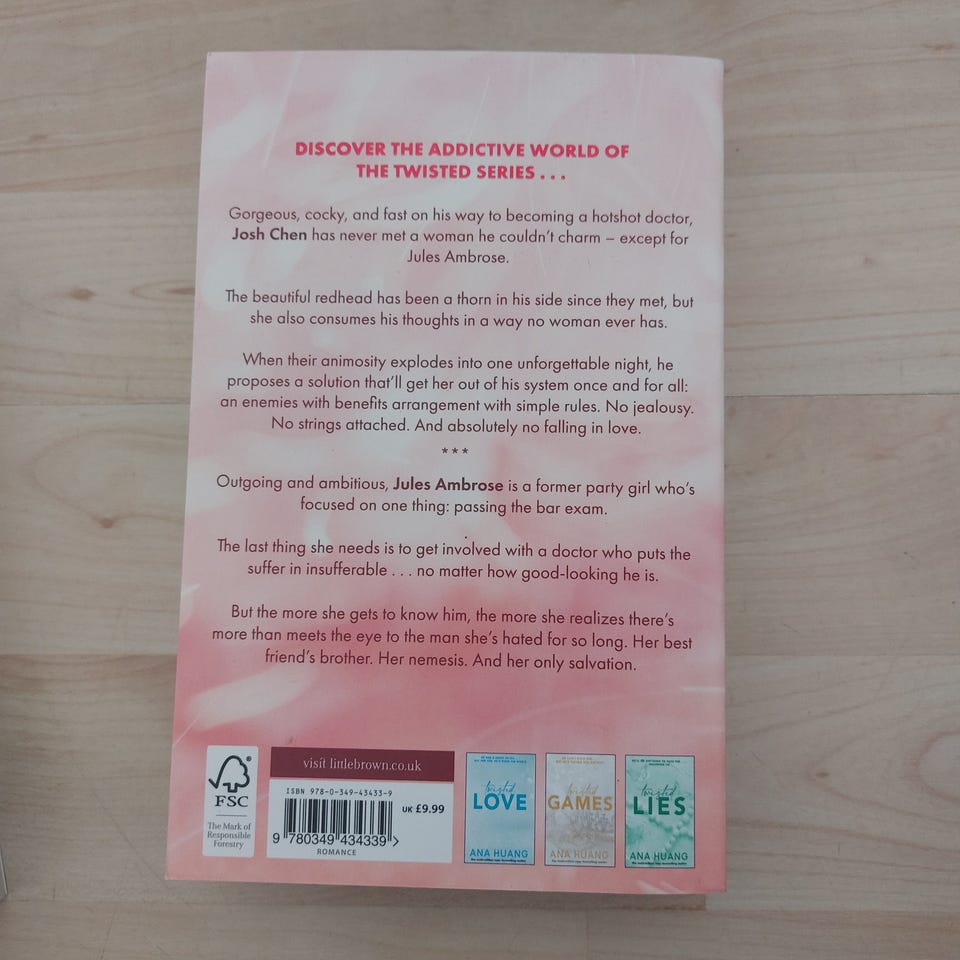 DISCOVER THE ADDICTIVE WORLD OF
THE TWISTED SERIES . . .
Gorgeous, cocky, and fast on his way to becoming a hotshot doctor,
Josh Chen has never met a woman he couldn't charm – except for
Jules Ambrose.
The beautiful redhead has been a thorn in his side since they met, but
she also consumes his thoughts in a way no woman ever has.
When their animosity explodes into one unforgettable night, he
proposes a solution that'll get her out of his system once and for all:
an enemies with benefits arrangement with simple rules. No jealousy.
No strings attached. And absolutely no falling in love.
***
Outgoing and ambitious, Jules Ambrose is a former party girl who's
focused on one thing: passing the bar exam.
The last thing she needs is to get involved with a doctor who puts the
suffer in insufferable . . . no matter how good-looking he is.
But the more she gets to know him, the more she realizes there's
more than meets the eye to the man she's hated for so long. Her best
friend's brother. Her nemesis. And her only salvation.
FSC
The Mark of
Responsible
Forestry
visit littlebrown.co.uk
ISBN 978-0-349-43433-9
UK £9.99
9 780349 434339 >
ROMANCE
twisted
LOVE
ANA HUANG
twisted
GAMES
ANA HUANG
twisted
LIES
ANA HUANG